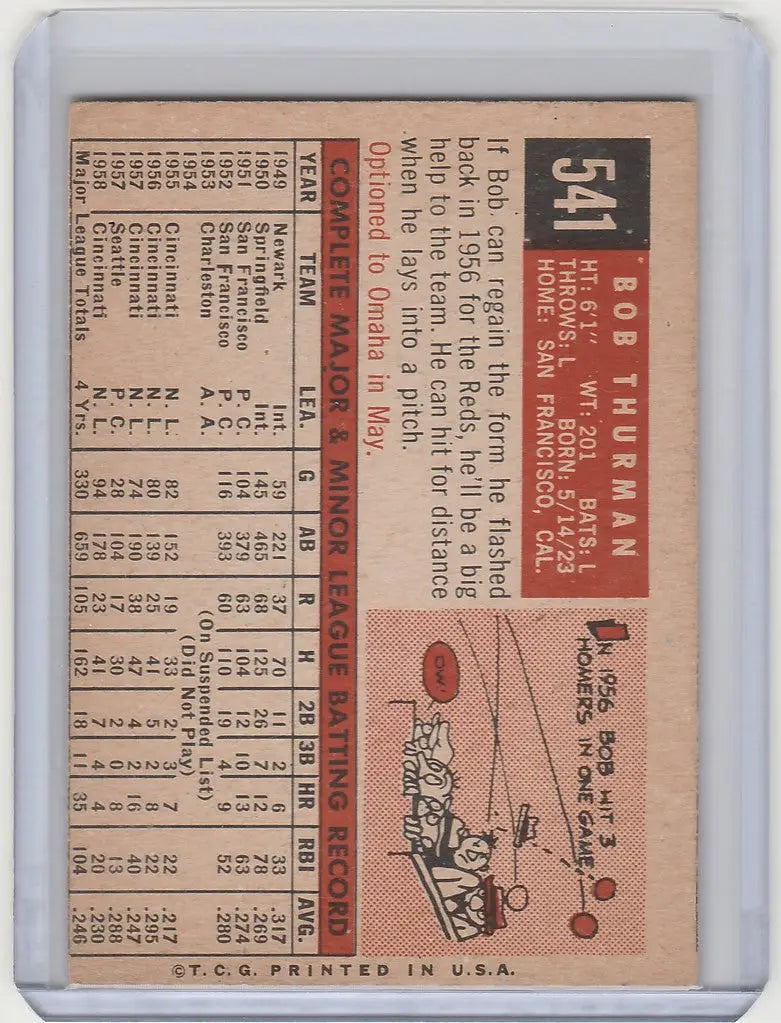 541
BOB THURMAN
HT: 6'1" WT: 201 BATS: L
THROWS: L BORN: 5/14/23
HOME: SAN FRANCISCO, CAL.
If Bob can regain the form he flashed
back in 1956 for the Reds, he'll be a big
help to the team. He can hit for distance
when he lays into a pitch.
Optioned to Omaha in May.
IN 1956 BOB HIT 3
HOMERS IN ONE GAME!
OW!
COMPLETE MAJOR & MINOR LEAGUE BATTING RECORD
YEAR TEAM LEA. G AB R H 2B 3B HR RBI AVG.
1949 Newark Int. 59 221 37 70 11 2 6 33 .317
1950 Springfield Int. 145 465 68 125 26 7 12 78 .269
1951 San Francisco P. C. 104 379 63 104 12 10 13 63 .274
1952 San Francisco P. C. 116 393 60 110 19 4 9 52 .280
1953 Charleston A. A. (On Suspended List)
1954 (Did Not Play)
1955 Cincinnati N. L. 82 152 19 33 2 3 7 22 .217
1956 Cincinnati N. L. 80 139 25 41 5 2 8 22 .295
1957 Cincinnati N. L. 74 190 38 47 4 2 16 40 .247
1957 Seattle P. C. 28 104 17 30 2 0 8 13 .288
1958 Cincinnati N. L. 94 178 23 41 7 4 4 20 .230
Major League Totals 4 Yrs. 330 659 105 162 18 11 35 104 .246
©T.C.G. PRINTED IN U.S.A.